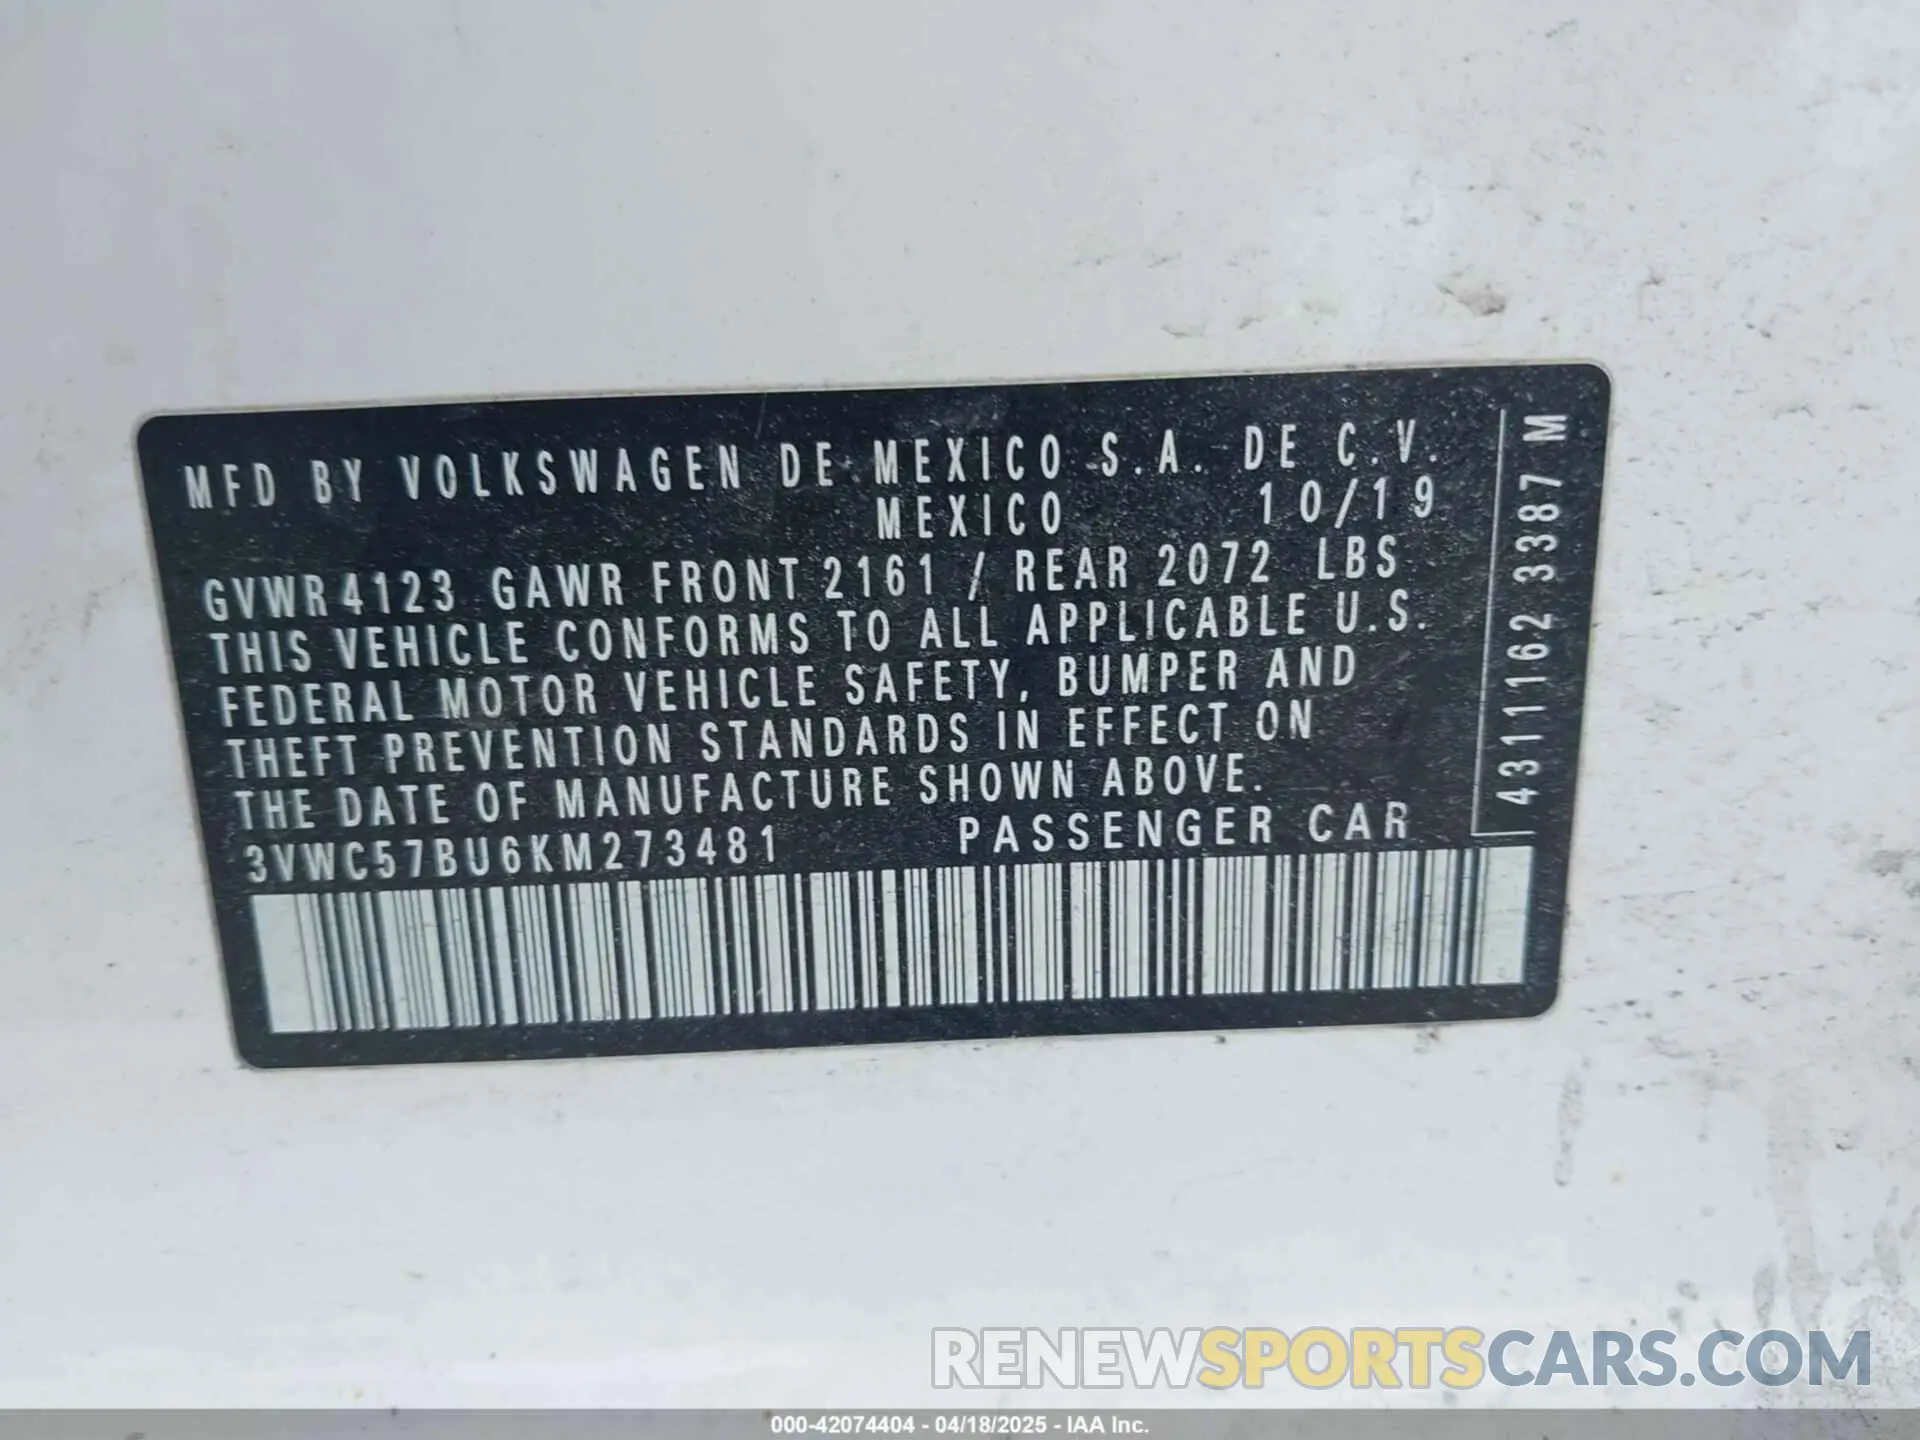 MFD BY VOLKSWAGEN DE MEXICO S.A. DE C.V.
MEXICO 10/19
GVWR 4123 GAWR FRONT 2161 / REAR 2072 LBS
THIS VEHICLE CONFORMS TO ALL APPLICABLE U.S.
FEDERAL MOTOR VEHICLE SAFETY, BUMPER AND
THEFT PREVENTION STANDARDS IN EFFECT ON
THE DATE OF MANUFACTURE SHOWN ABOVE.
3VWC57BU6KM273481 PASSENGER CAR
4311162 3387 M
RENEWSPORTSCARS.COM
000-42074404 - 04/18/2025 - IAA Inc.